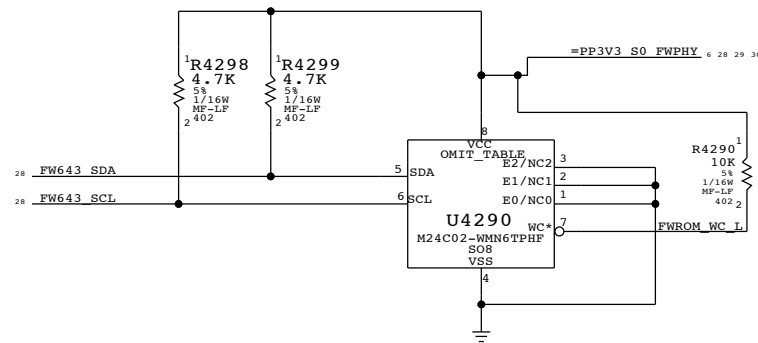 =PP3V3_S0_FWPHY 6 28 29
1
R4298
4.7K
5%
1/16W
MF-LF
402
2
1
R4299
4.7K
5%
1/16W
MF-LF
402
2
28 FW643_SDA
28 FW643_SCL
8
VCC
OMIT_TABLE
5 SDA
6 SCL
E2/NC2 3
E1/NC1 2
E0/NC0 1
WC* 7
U4290
M24C02-WMN6TPHF
SO8
VSS
4
R4290 1
10K
5%
1/16W
MF-LF
402 2
FWROM_WC_L